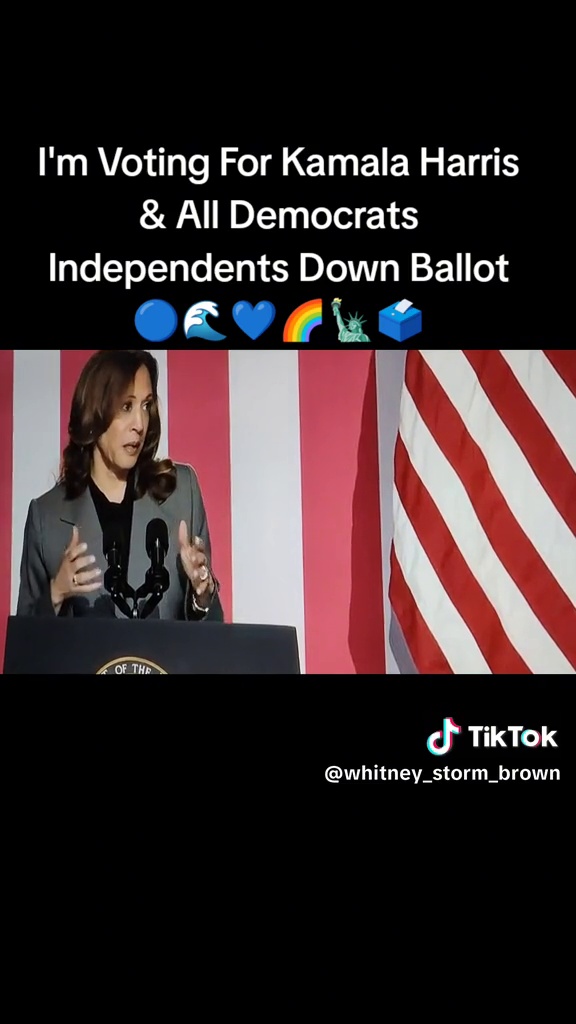 I'm Voting For Kamala Harris
& All Democrats
Independents Down Ballot
🔵🌊💙🌈🗽🗳️
OF THE
TikTok
@whitney_storm_brown